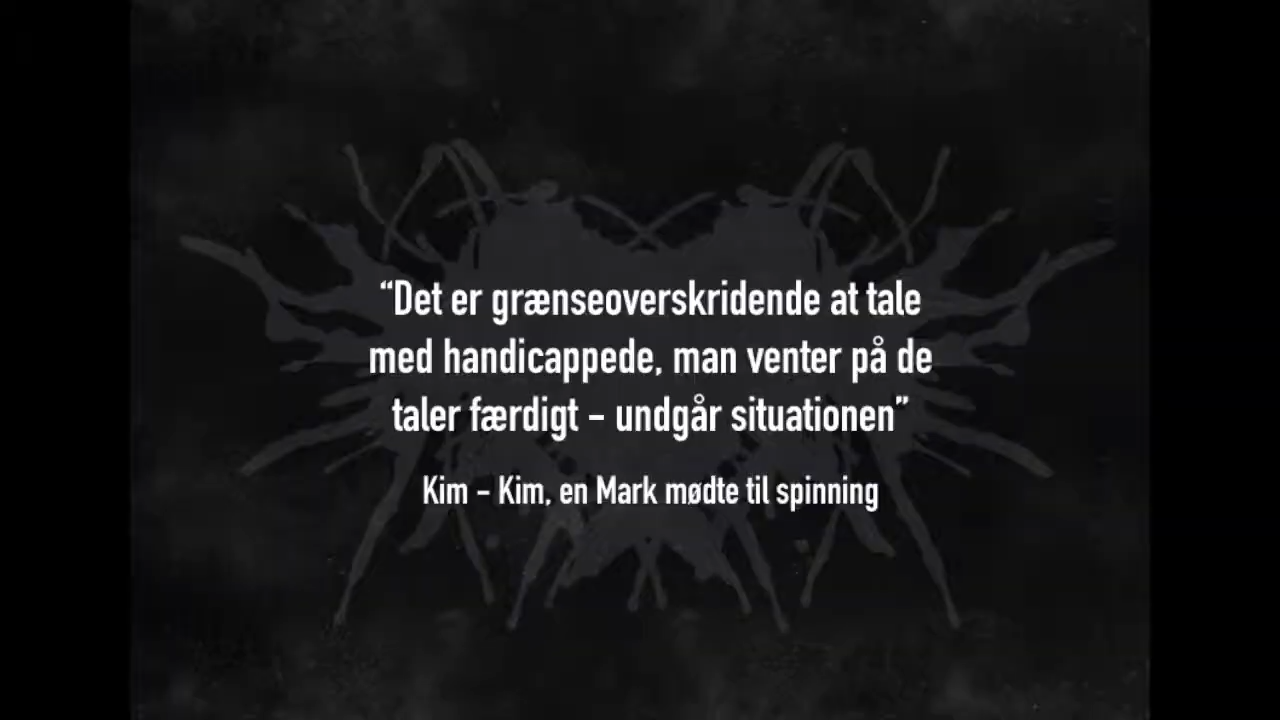 “Det er grænseoverskridende at tale
med handicappede, man venter på de
taler færdigt – undgår situationen”
Kim – Kim, en Mark mødte til spinning